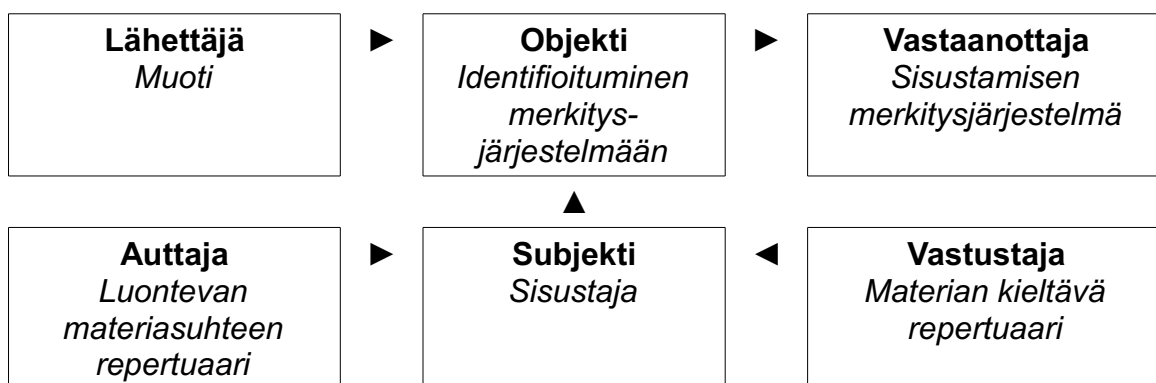 Lähettäjä
Muoti
Objekti
Identifioituminen
merkitys-
järjestelmään
Vastaanottaja
Sisustamisen
merkitysjärjestelmä
Auttaja
Luontevan
materiasuhteen
repertuaari
Subjekti
Sisustaja
Vastustaja
Materian kieltävä
repertuaari